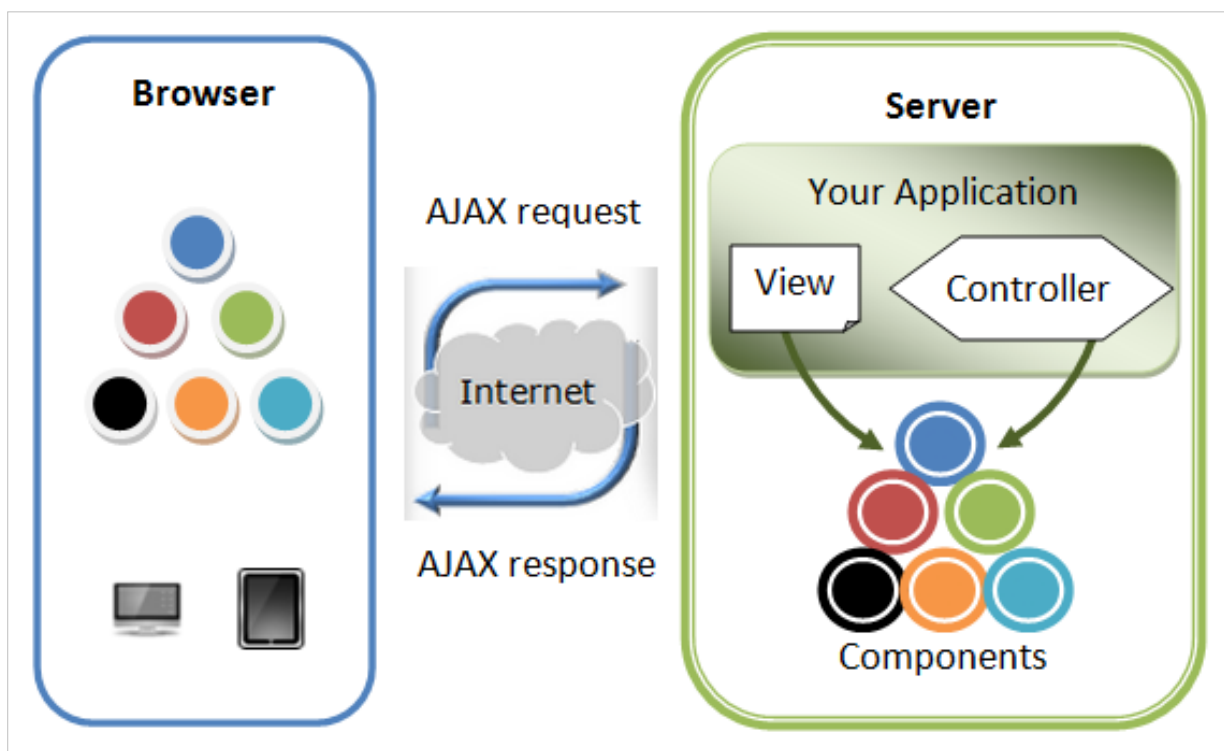 Browser
AJAX request
Internet
AJAX response
Server
Your Application
View
Controller
Components